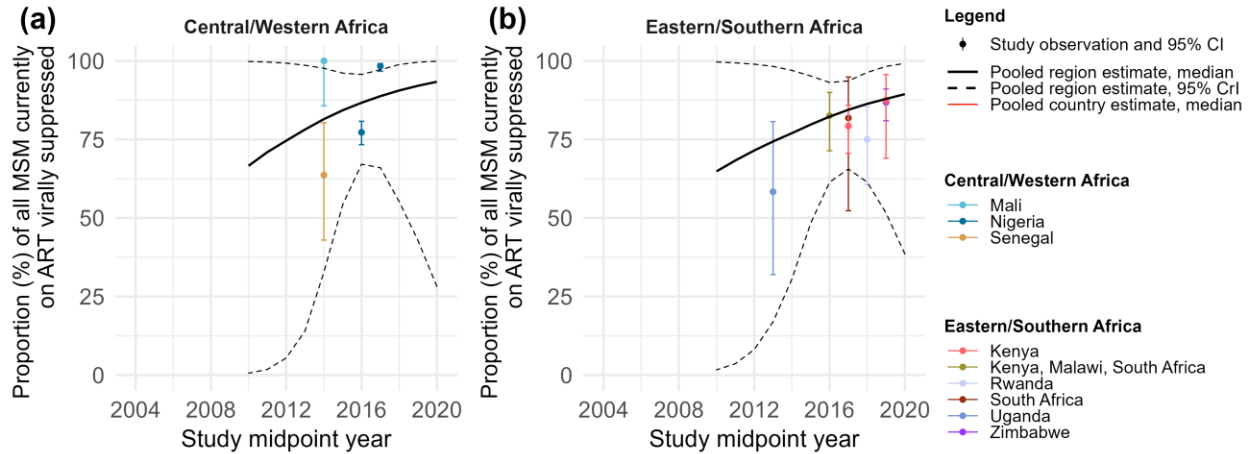 (a)
Central/Western Africa
Proportion (%) of all MSM currently
on ART virally suppressed
100
75
50
25
0
2004 2008 2012 2016 2020
Study midpoint year
(b)
Eastern/Southern Africa
Proportion (%) of all MSM currently
on ART virally suppressed
100
75
50
25
0
2004 2008 2012 2016 2020
Study midpoint year
Legend
Study observation and 95% CI
Pooled region estimate, median
Pooled region estimate, 95% CrI
Pooled country estimate, median
Central/Western Africa
Mali
Nigeria
Senegal
Eastern/Southern Africa
Kenya
Kenya, Malawi, South Africa
Rwanda
South Africa
Uganda
Zimbabwe